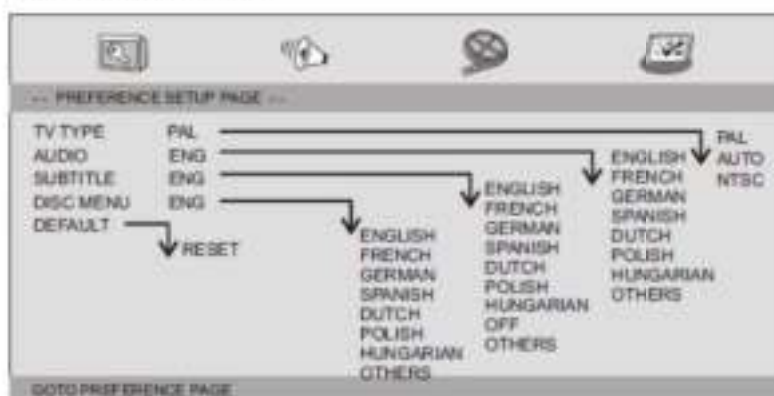 -- PREFERENCE SETUP PAGE --
TV TYPE PAL
AUDIO ENG
SUBTITLE ENG
DISC MENU ENG
DEFAULT
RESET
ENGLISH
FRENCH
GERMAN
SPANISH
DUTCH
POLISH
HUNGARIAN
OTHERS
ENGLISH
FRENCH
GERMAN
SPANISH
DUTCH
POLISH
HUNGARIAN
OFF
OTHERS
ENGLISH
FRENCH
GERMAN
SPANISH
DUTCH
POLISH
HUNGARIAN
OTHERS
PAL
AUTO
NTSC
GOTO PREFERENCE PAGE